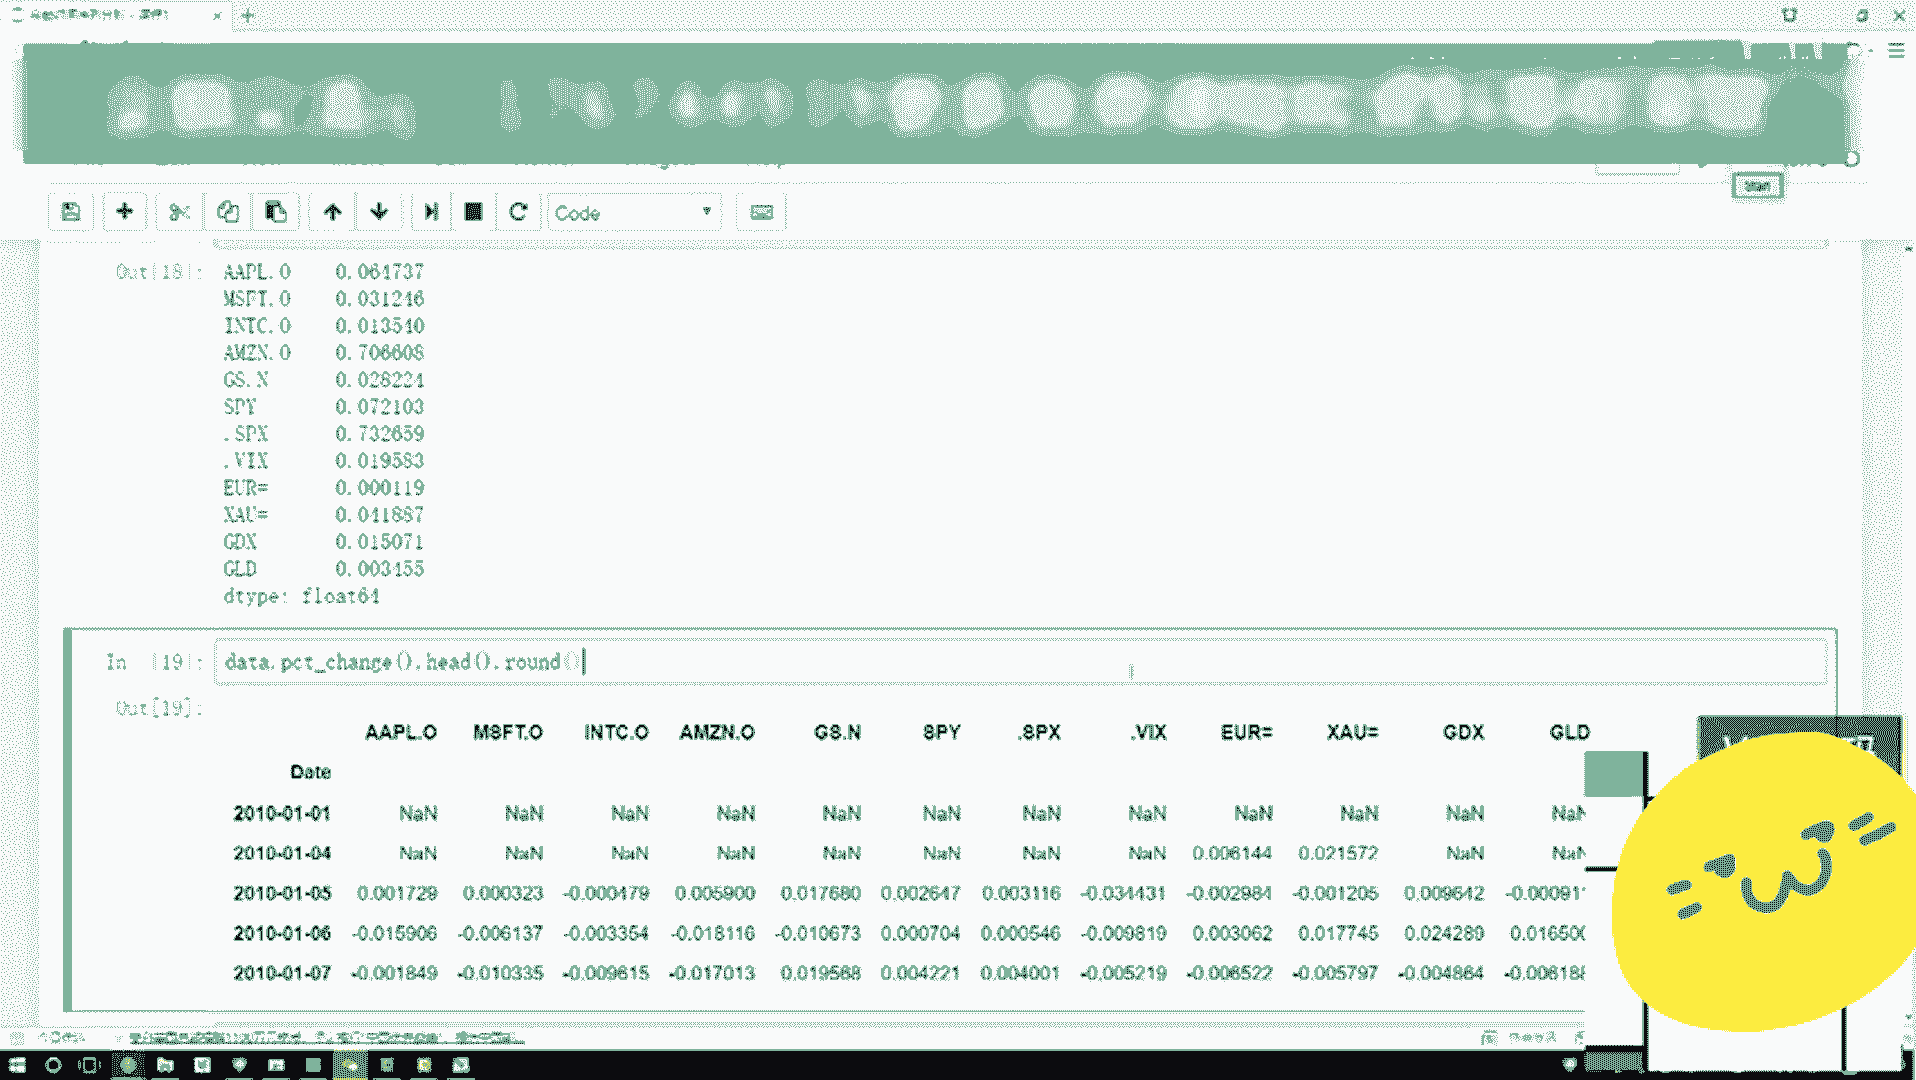 Code
Out[18]:
AAPL.O 0.064737
MSFT.O 0.031246
INTC.O 0.013540
AMZN.O 0.706608
GS.N 0.028224
SPY 0.072103
.SPX 0.732659
.VIX 0.019583
EUR= 0.000119
XAU= 0.041887
GDX 0.015071
GLD 0.003455
dtype: float64
In [19]: data.pct_change().head().round()
Out[19]:
AAPL.O MSFT.O INTC.O AMZN.O GS.N SPY .SPX .VIX EUR= XAU= GDX GLD
Date
2010-01-01 NaN NaN NaN NaN NaN NaN NaN NaN NaN NaN NaN NaN
2010-01-04 NaN NaN NaN NaN NaN NaN NaN NaN 0.006144 0.021572 NaN NaN
2010-01-05 0.001729 0.000323 -0.000479 0.005900 0.017680 0.002647 0.003116 -0.034431 -0.002984 -0.001205 0.009642 -0.00091
2010-01-06 -0.015906 -0.006137 -0.003354 -0.018116 -0.010673 0.000704 0.000546 -0.009819 0.003062 0.017745 0.024289 0.01650
2010-01-07 -0.001849 -0.010335 -0.009615 -0.017013 0.019568 0.004221 0.004001 -0.005219 -0.006522 -0.005797 -0.004864 -0.00618